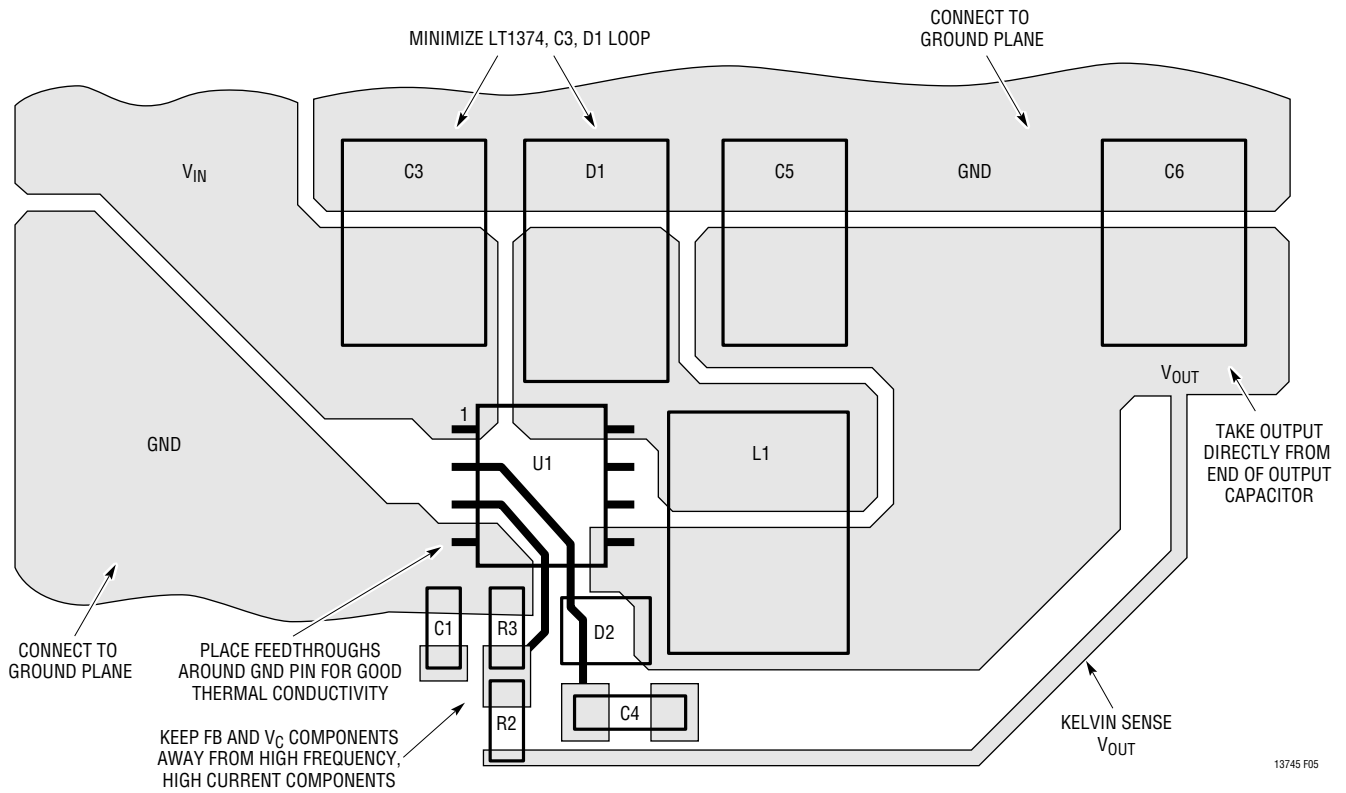 MINIMIZE LT1374, C3, D1 LOOP
CONNECT TO
GROUND PLANE
VIN
C3
D1
C5
GND
C6
VOUT
1
GND
U1
L1
TAKE OUTPUT
DIRECTLY FROM
END OF OUTPUT
CAPACITOR
CONNECT TO
GROUND PLANE
PLACE FEEDTHROUGHS
AROUND GND PIN FOR GOOD
THERMAL CONDUCTIVITY
C1
R3
D2
R2
C4
KEEP FB AND VC COMPONENTS
AWAY FROM HIGH FREQUENCY,
HIGH CURRENT COMPONENTS
KELVIN SENSE
VOUT
13745 F05